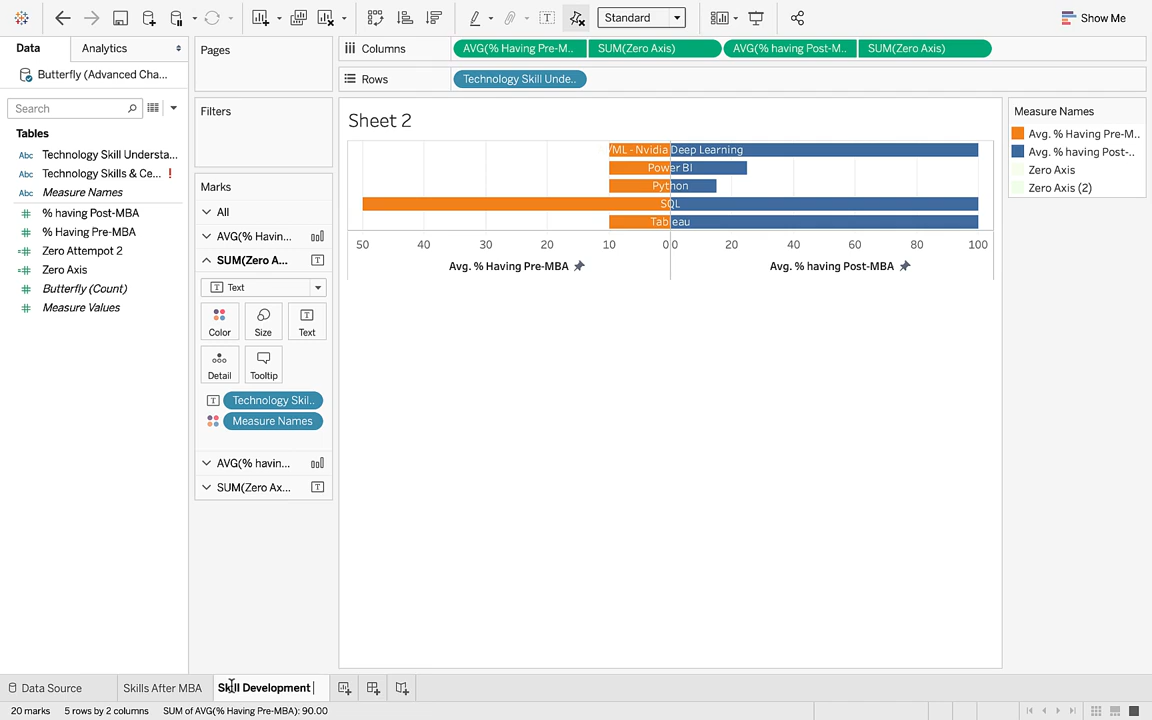 Standard
Show Me
Data
Analytics
Pages
Columns
AVG(% Having Pre-M..
SUM(Zero Axis)
AVG(% having Post-M..
SUM(Zero Axis)
Butterfly (Advanced Cha...
Rows
Technology Skill Unde..
Search
Filters
Sheet 2
Measure Names
Avg. % Having Pre-M..
Avg. % having Post-..
Zero Axis
Zero Axis (2)
Tables
Abc Technology Skill Understa...
Abc Technology Skills & Ce... !
Abc Measure Names
% having Post-MBA
% Having Pre-MBA
Zero Attempot 2
Zero Axis
Butterfly (Count)
Measure Values
Marks
All
AVG(% Havin...
SUM(Zero A...
Text
Color
Size
Text
Detail
Tooltip
Technology Skil..
Measure Names
AVG(% havin...
SUM(Zero Ax...
/ML - Nvidia Deep Learning
Power BI
Python
SQL
Tableau
50 40 30 20 10 0 0 20 40 60 80 100
Avg. % Having Pre-MBA
Avg. % having Post-MBA
Data Source
Skills After MBA
Skill Development
20 marks
5 rows by 2 columns
SUM of AVG(% Having Pre-MBA): 90.00